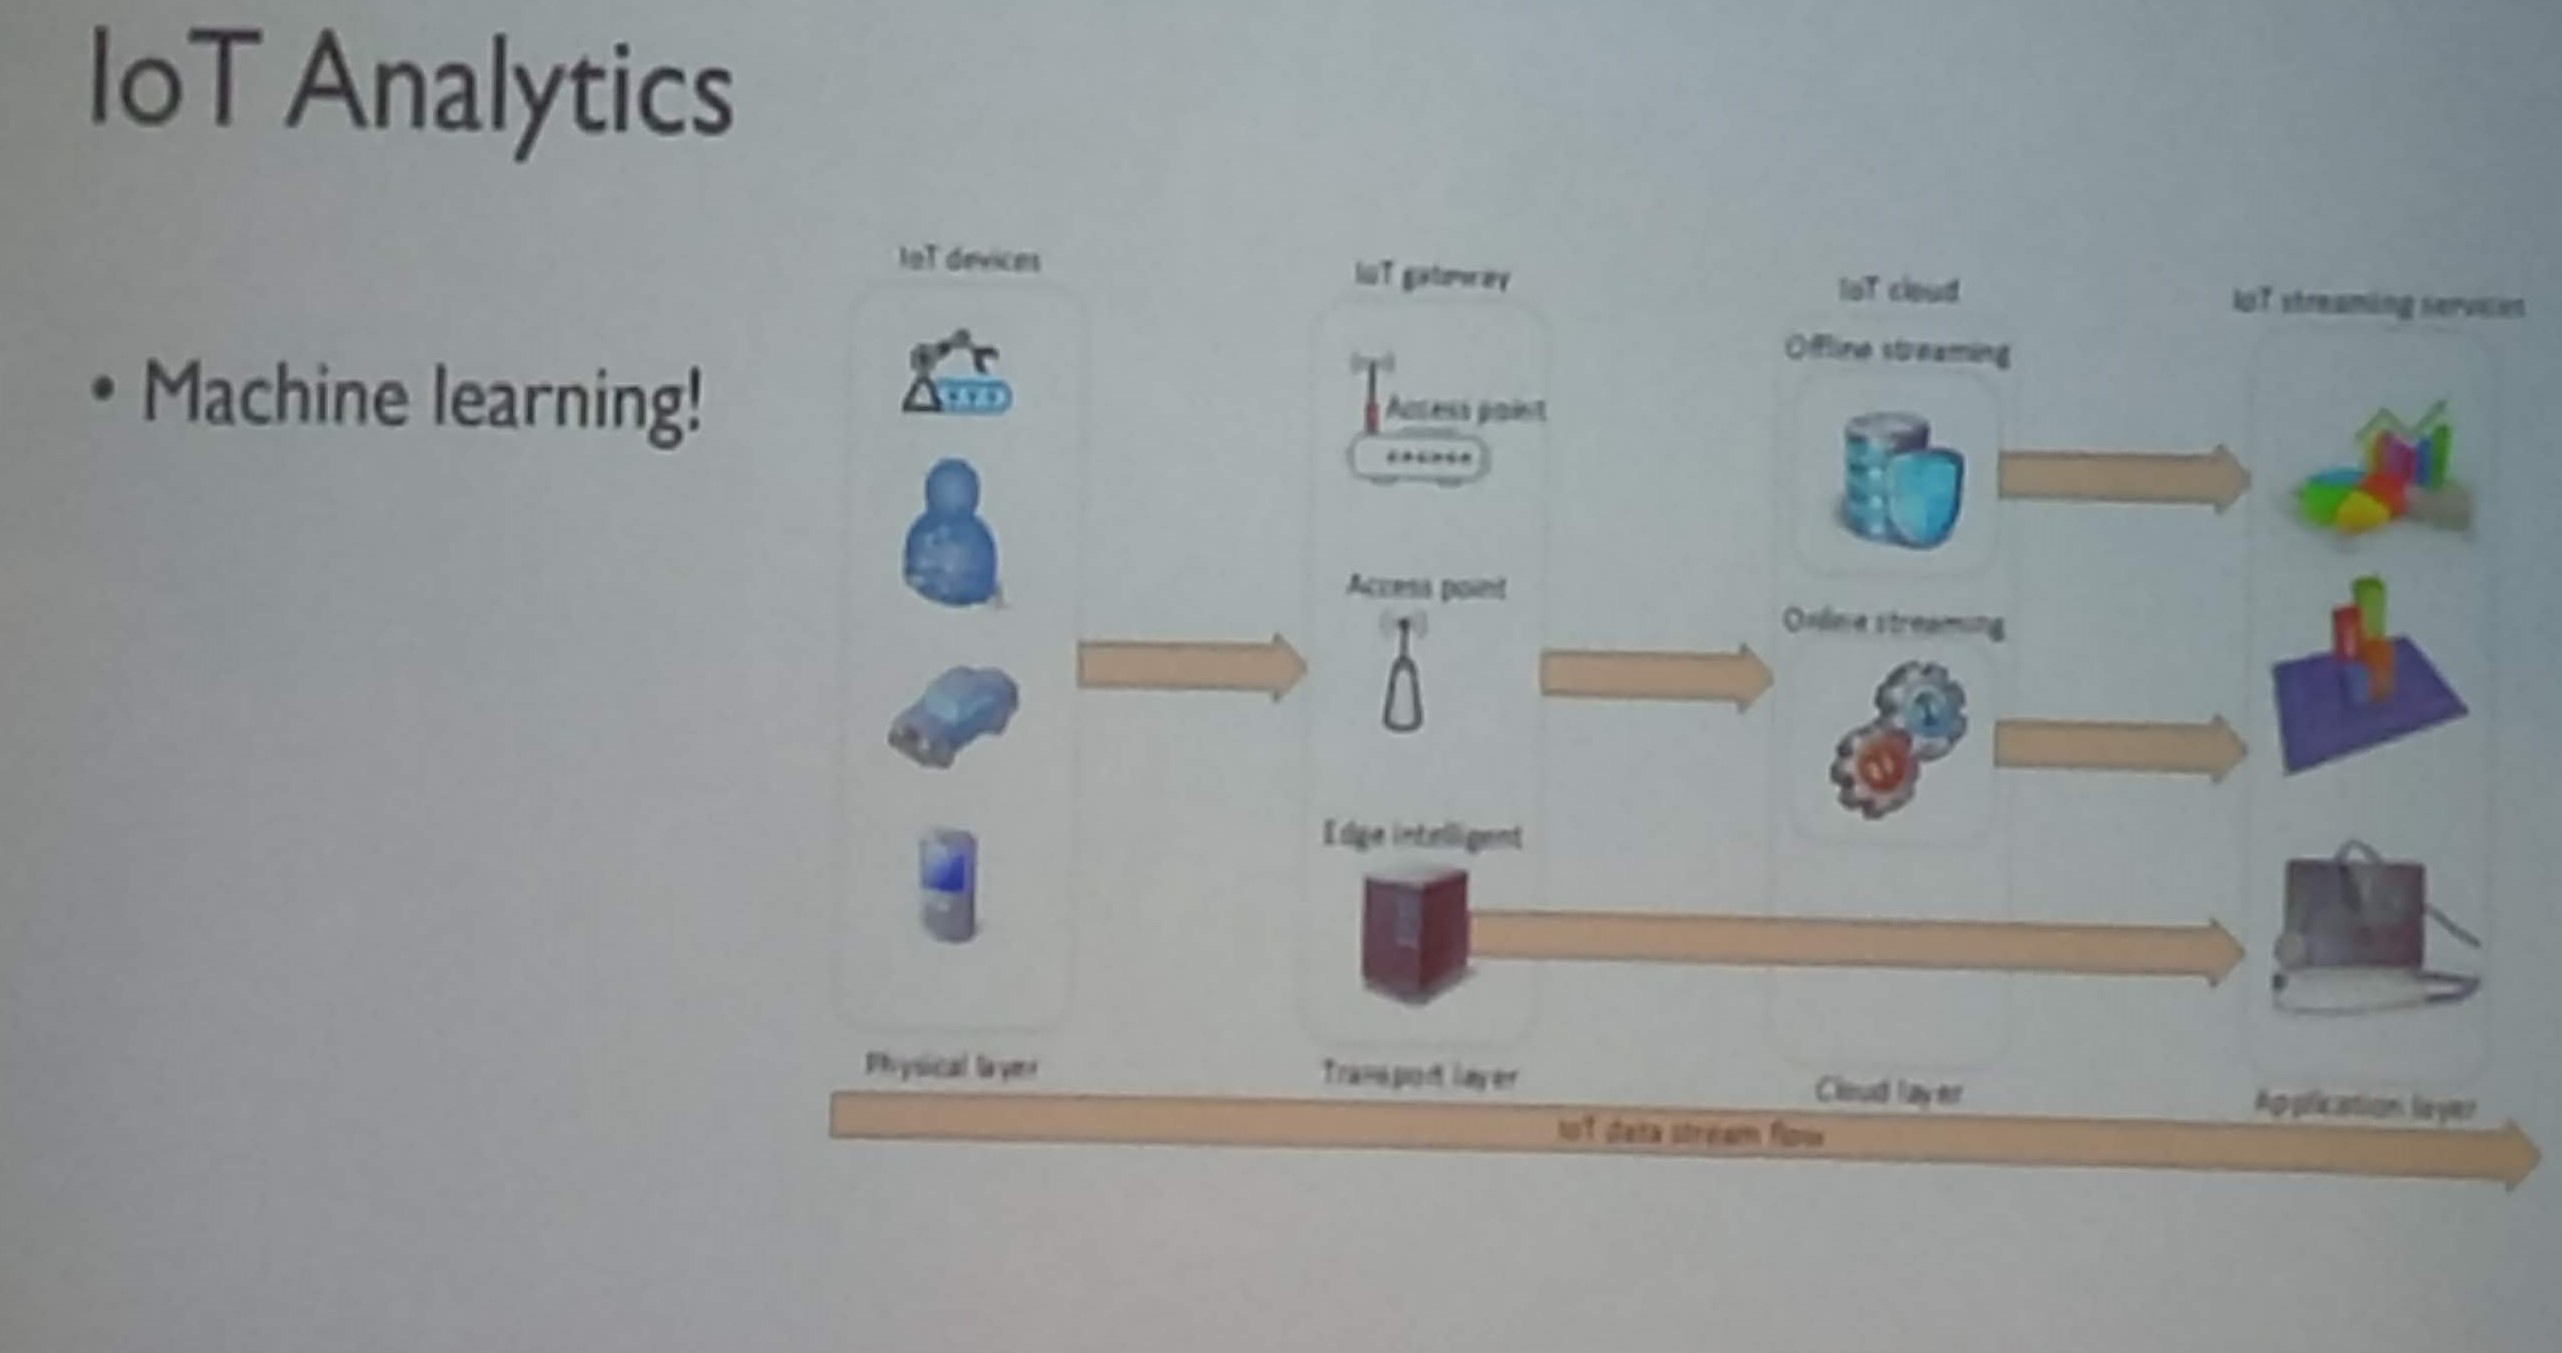 IoT Analytics
• Machine learning!
IoT devices
IoT gateway
IoT cloud
IoT streaming services
Offline streaming
Access point
Access point
Online streaming
Edge intelligent
Physical layer
Transport layer
Cloud layer
Application layer
IoT data stream flow